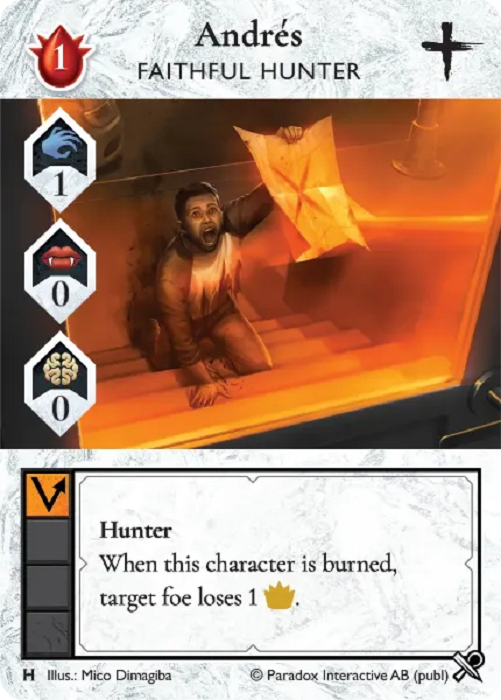 Andrés
1
FAITHFUL HUNTER
1
0
0
Hunter
When this character is burned,
target foe loses 1 .
H Illus.: Mico Dimagiba © Paradox Interactive AB (publ)